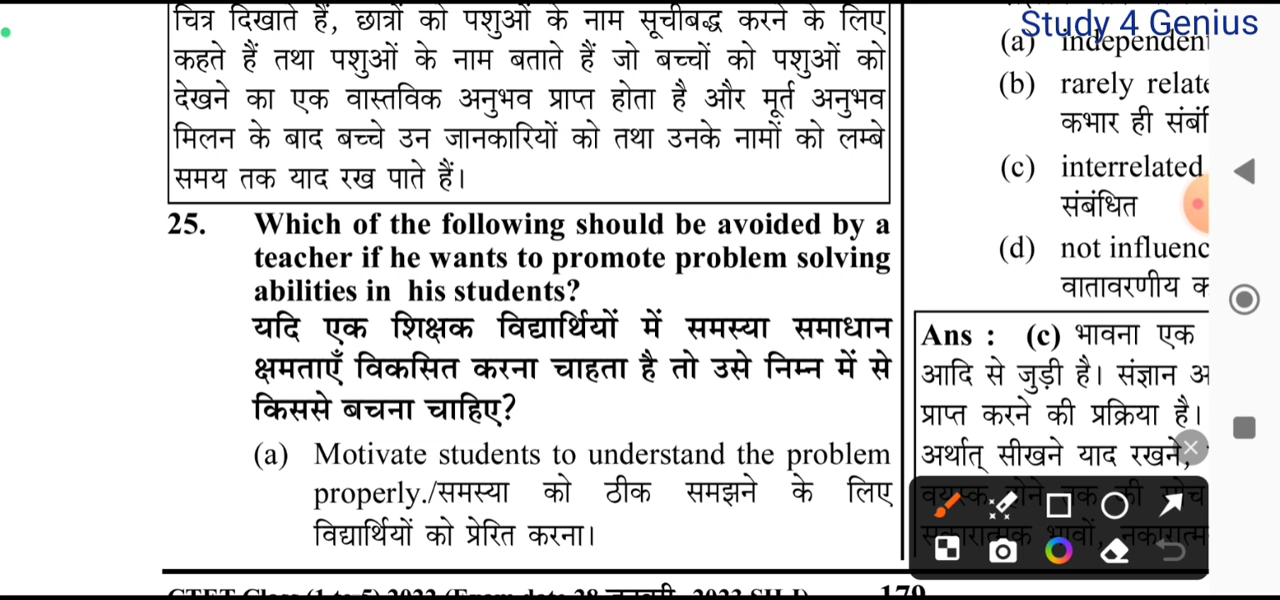 चित्र दिखाते हैं, छात्रों को पशुओं के नाम सूचीबद्ध करने के लिए
कहते हैं तथा पशुओं के नाम बताते हैं जो बच्चों को पशुओं को
देखने का एक वास्तविक अनुभव प्राप्त होता है और मूर्त अनुभव
मिलन के बाद बच्चे उन जानकारियों को तथा उनके नामों को लम्बे
समय तक याद रख पाते हैं।
25. Which of the following should be avoided by a
teacher if he wants to promote problem solving
abilities in his students?
यदि एक शिक्षक विद्यार्थियों में समस्या समाधान
क्षमताएँ विकसित करना चाहता है तो उसे निम्न में से
किससे बचना चाहिए?
(a) Motivate students to understand the problem
properly./समस्या को ठीक समझने के लिए
विद्यार्थियों को प्रेरित करना।
Study 4 Genius
(a) independent
(b) rarely relate
कभार ही संबं
(c) interrelated
संबंधित
(d) not influenc
वातावरणीय
Ans : (c) भावना एक
आदि से जुड़ी है। संज्ञान
प्राप्त करने की प्रक्रिया है।
अर्थात् सीखने याद रखने,
179